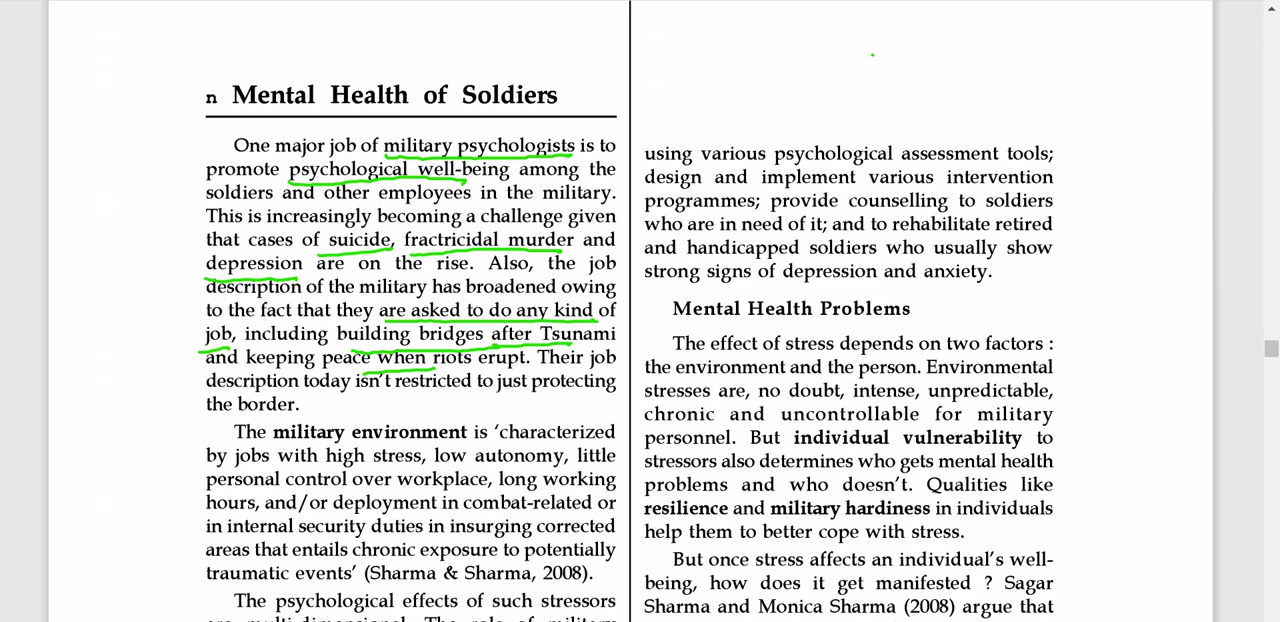 n Mental Health of Soldiers
One major job of military psychologists is to
promote psychological well-being among the
soldiers and other employees in the military.
This is increasingly becoming a challenge given
that cases of suicide, fractricidal murder and
depression are on the rise. Also, the job
description of the military has broadened owing
to the fact that they are asked to do any kind of
job, including building bridges after Tsunami
and keeping peace when riots erupt. Their job
description today isn't restricted to just protecting
the border.
The military environment is 'characterized
by jobs with high stress, low autonomy, little
personal control over workplace, long working
hours, and/or deployment in combat-related or
in internal security duties in insurging corrected
areas that entails chronic exposure to potentially
traumatic events' (Sharma & Sharma, 2008).
The psychological effects of such stressors
are multi-dimensional. The role of military
using various psychological assessment tools;
design and implement various intervention
programmes; provide counselling to soldiers
who are in need of it; and to rehabilitate retired
and handicapped soldiers who usually show
strong signs of depression and anxiety.
Mental Health Problems
The effect of stress depends on two factors :
the environment and the person. Environmental
stresses are, no doubt, intense, unpredictable,
chronic and uncontrollable for military
personnel. But individual vulnerability to
stressors also determines who gets mental health
problems and who doesn't. Qualities like
resilience and military hardiness in individuals
help them to better cope with stress.
But once stress affects an individual's well-
being, how does it get manifested ? Sagar
Sharma and Monica Sharma (2008) argue that